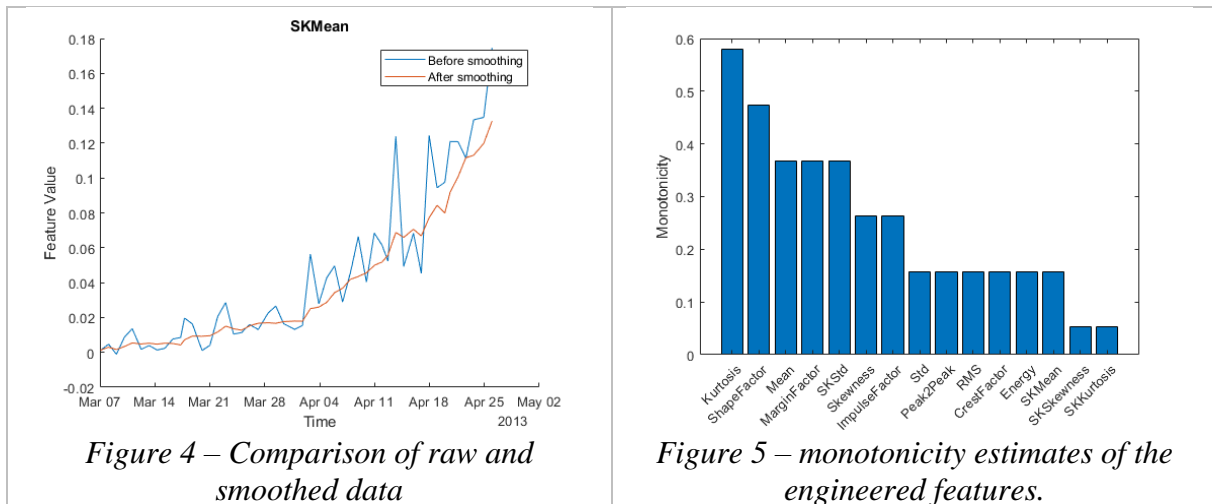 SKMean
0.18
0.16
0.14
0.12
0.1
0.08
0.06
0.04
0.02
0
-0.02
Feature Value
Before smoothing
After smoothing
Mar 07 Mar 14 Mar 21 Mar 28 Apr 04 Apr 11 Apr 18 Apr 25 May 02
Time
2013
Figure 4 – Comparison of raw and
smoothed data
0.6
0.5
0.4
0.3
0.2
0.1
0
Monotonicity
Kurtosis
ShapeFactor
Mean
MarginFactor
SKStd
Skewness
ImpulseFactor
Std
Peak2Peak
RMS
CrestFactor
Energy
SKMean
SKSkewness
SKKurtosis
Figure 5 – monotonicity estimates of the
engineered features.